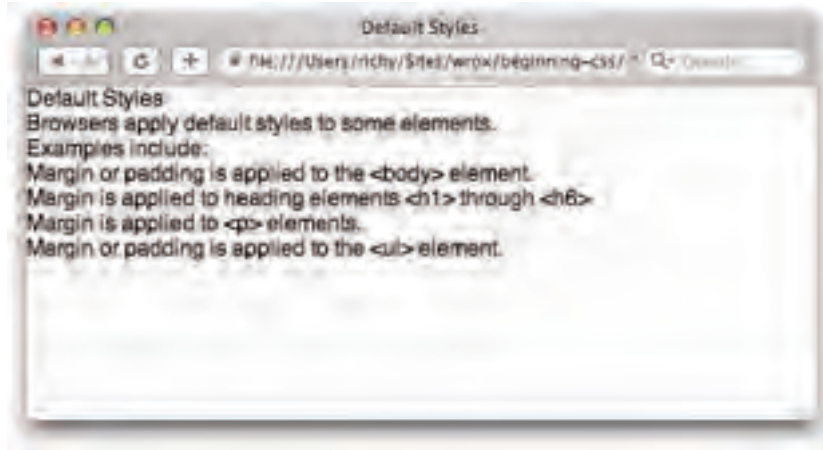 Default Styles
file:///Users/richy/Sites/wrox/beginning-css/
Default Styles
Browsers apply default styles to some elements.
Examples include:
Margin or padding is applied to the <body> element.
Margin is applied to heading elements <h1> through <h6>
Margin is applied to <p> elements.
Margin or padding is applied to the <ul> element.